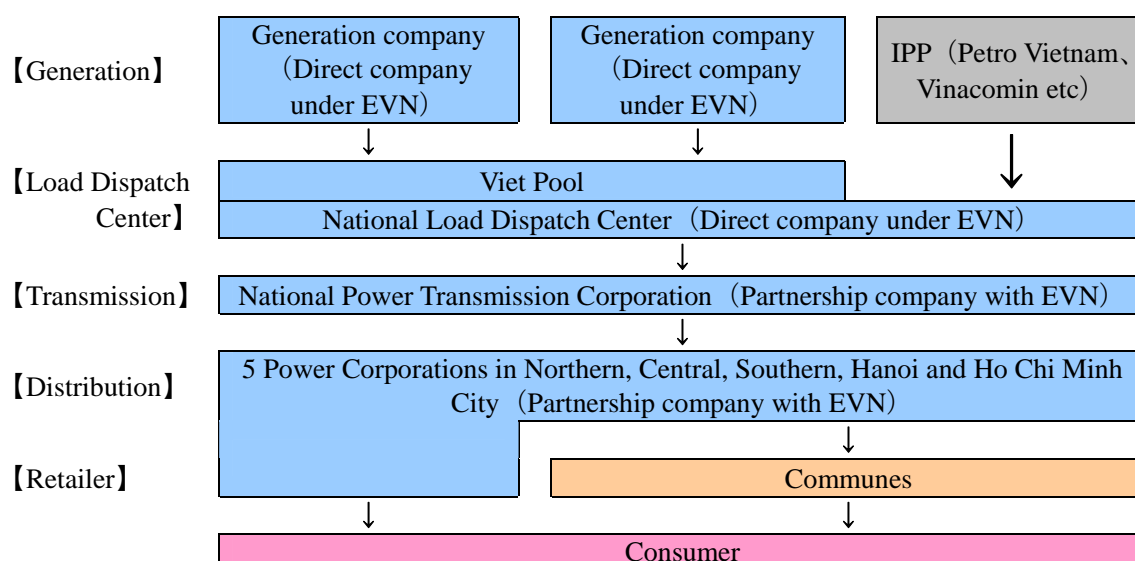 【Generation】
Generation company
（Direct company
under EVN）
Generation company
（Direct company
under EVN）
IPP（Petro Vietnam、
Vinacomin etc）
【Load Dispatch
Center】
Viet Pool
National Load Dispatch Center（Direct company under EVN）
【Transmission】
National Power Transmission Corporation（Partnership company with EVN）
【Distribution】
5 Power Corporations in Northern, Central, Southern, Hanoi and Ho Chi Minh
City（Partnership company with EVN）
【Retailer】
Communes
Consumer